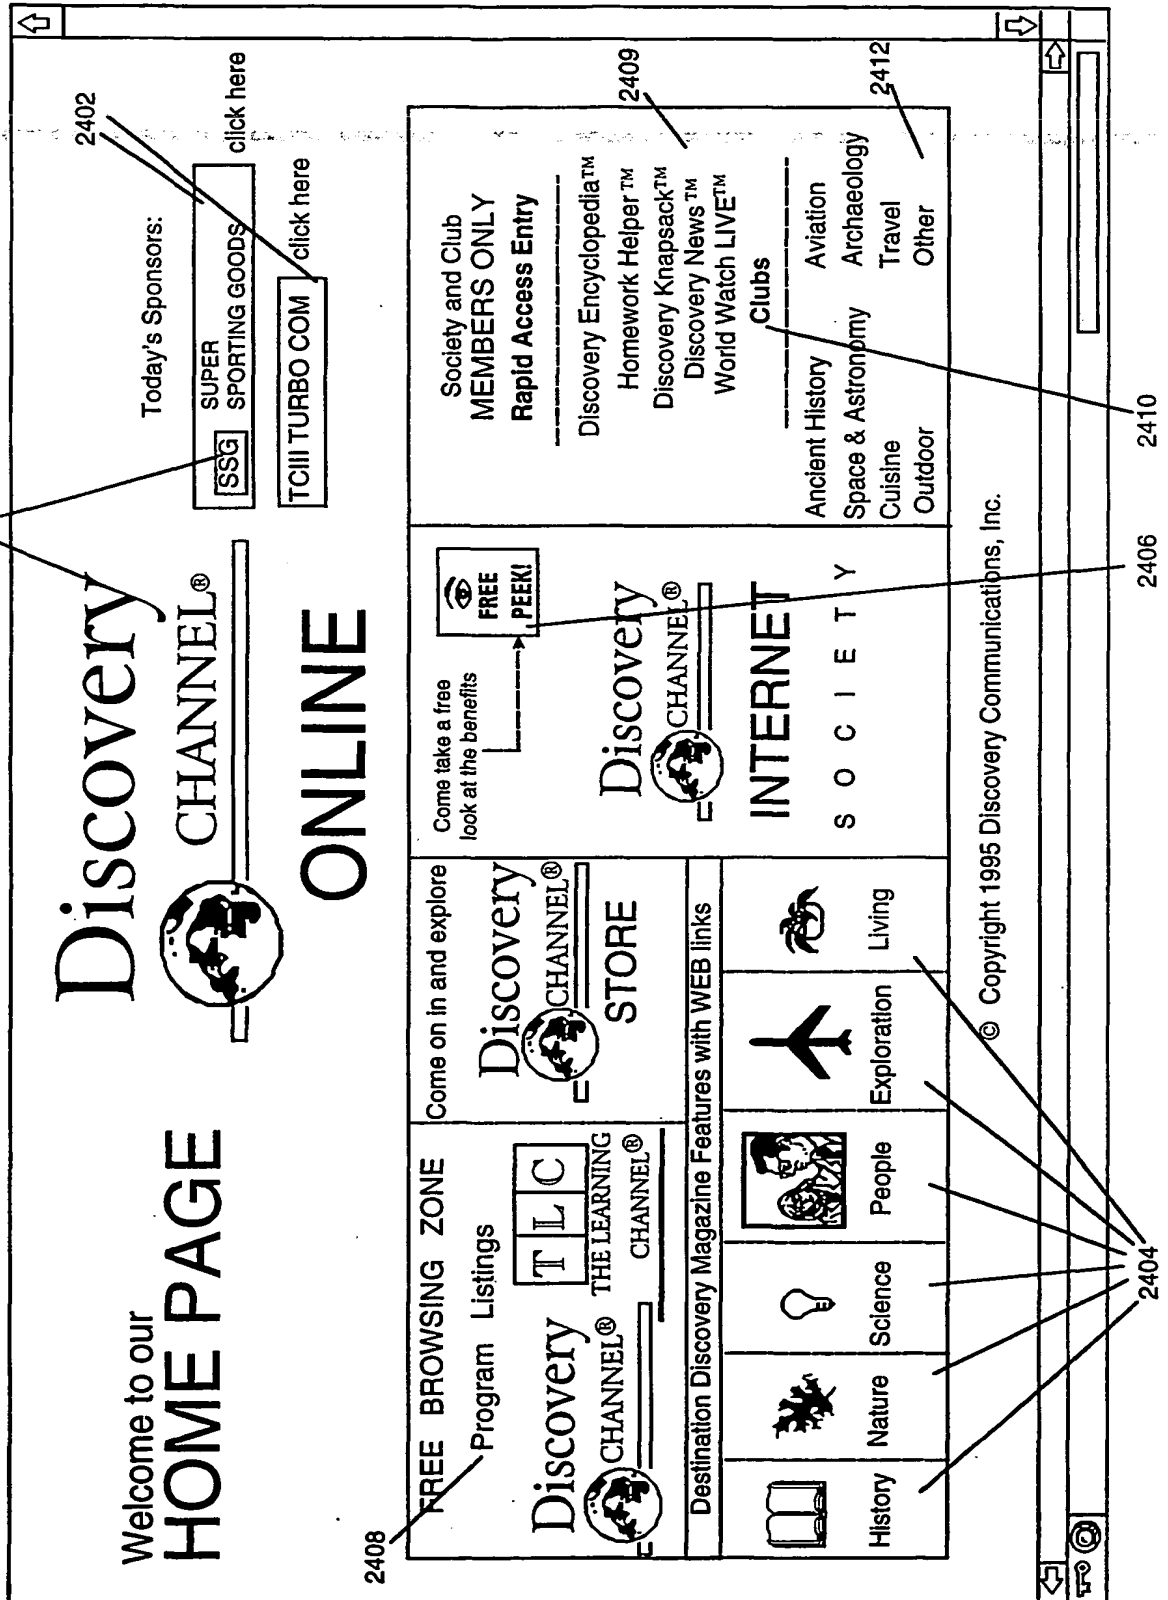 Welcome to our
HOME PAGE
Discovery
CHANNEL®
ONLINE
Today's Sponsors:
SSG
SUPER
SPORTING GOODS
click here
TCIII TURBO COM
click here
2402
FREE BROWSING ZONE
Program Listings
2408
Discovery
CHANNEL®
T L C
THE LEARNING
CHANNEL®
Come on in and explore
Discovery
CHANNEL®
STORE
Destination Discovery Magazine Features with WEB links
History
Nature
Science
People
Exploration
Living
2404
Come take a free
look at the benefits
FREE
PEEK!
Discovery
CHANNEL®
INTERNET
SOCIETY
2406
Society and Club
MEMBERS ONLY
Rapid Access Entry
Discovery Encyclopedia™
Homework Helper™
Discovery Knapsack™
Discovery News™
World Watch LIVE™
2409
Clubs
2410
Ancient History Aviation
Space & Astronomy Archaeology
Cuisine Travel
Outdoor Other
2412
© Copyright 1995 Discovery Communications, Inc.